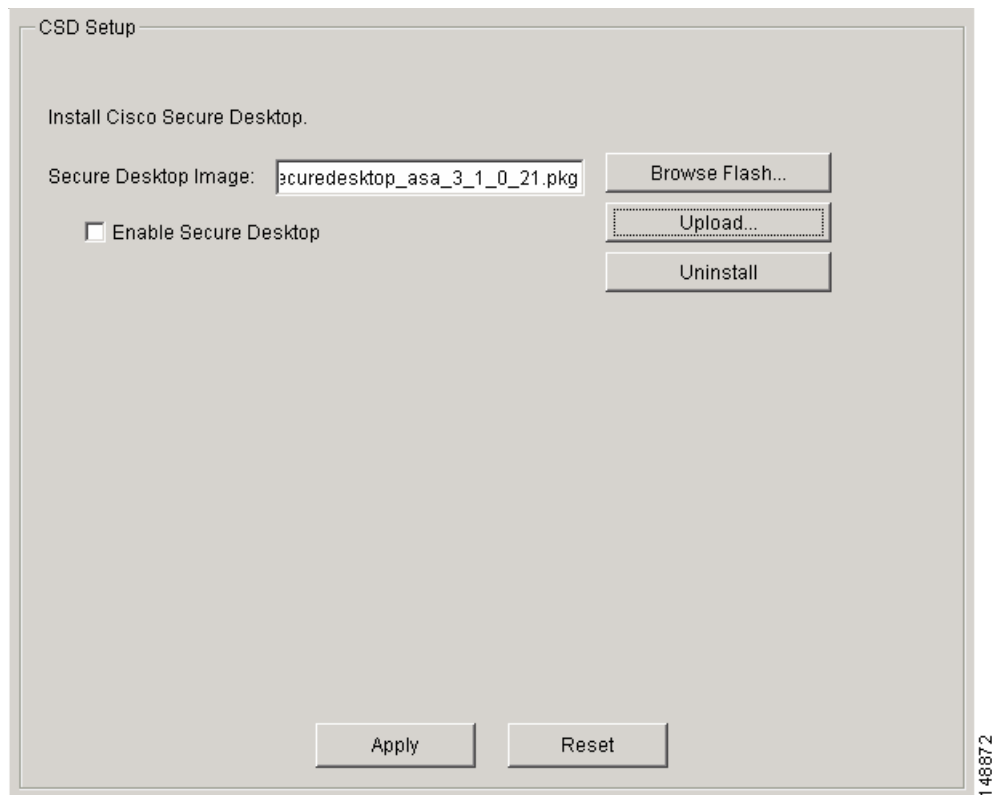 CSD Setup
Install Cisco Secure Desktop.
Secure Desktop Image: ecuredesktop_asa_3_1_0_21.pkg Browse Flash...
Enable Secure Desktop Upload...
Uninstall
Apply Reset
148872